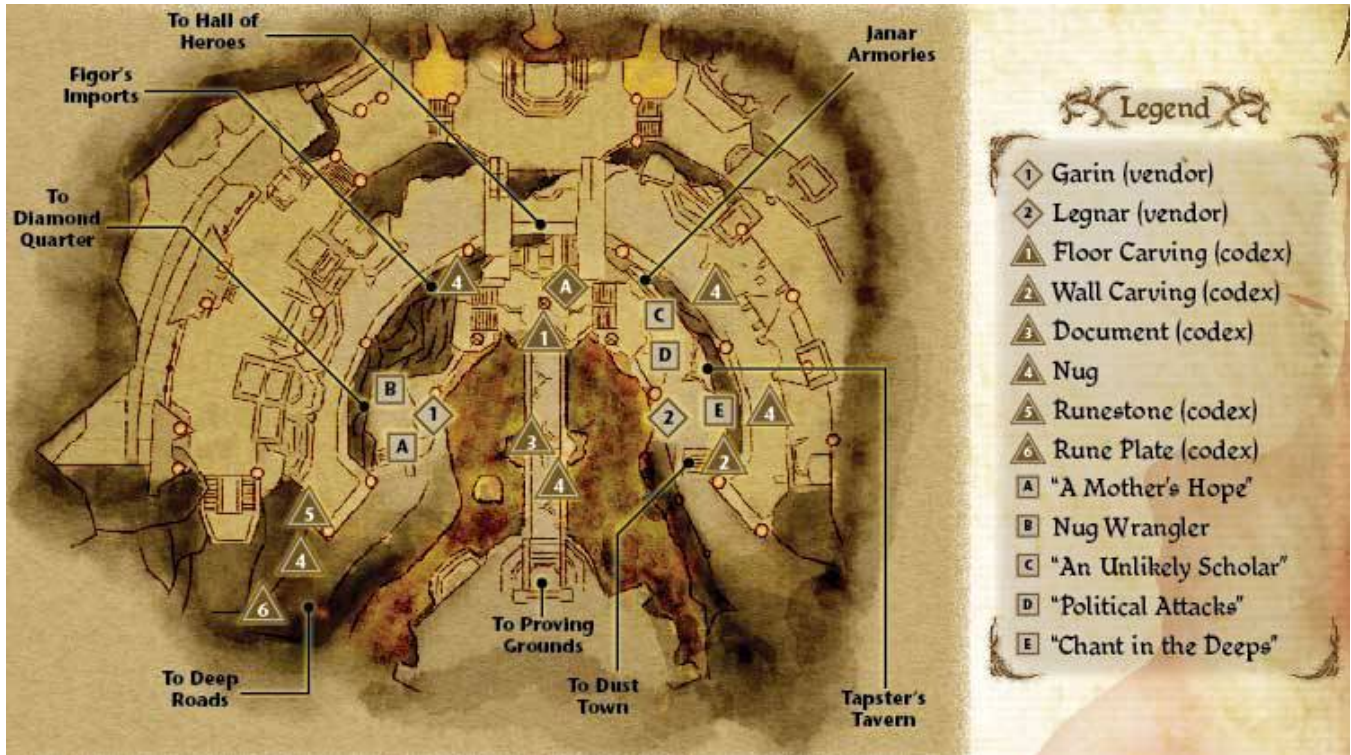 To Hall of
Heroes
Janar
Armories
Figor's
Imports
To
Diamond
Quarter
4
A
4
1
C
D
B
1
2
E
4
A
3
2
4
5
4
6
To Proving
Grounds
To Deep
Roads
To Dust
Town
Tapster's
Tavern
Legend
1 Garin (vendor)
2 Legnar (vendor)
1 Floor Carving (codex)
2 Wall Carving (codex)
3 Document (codex)
4 Nug
5 Runestone (codex)
6 Rune Plate (codex)
A "A Mother's Hope"
B Nug Wrangler
C "An Unlikely Scholar"
D "Political Attacks"
E "Chant in the Deeps"